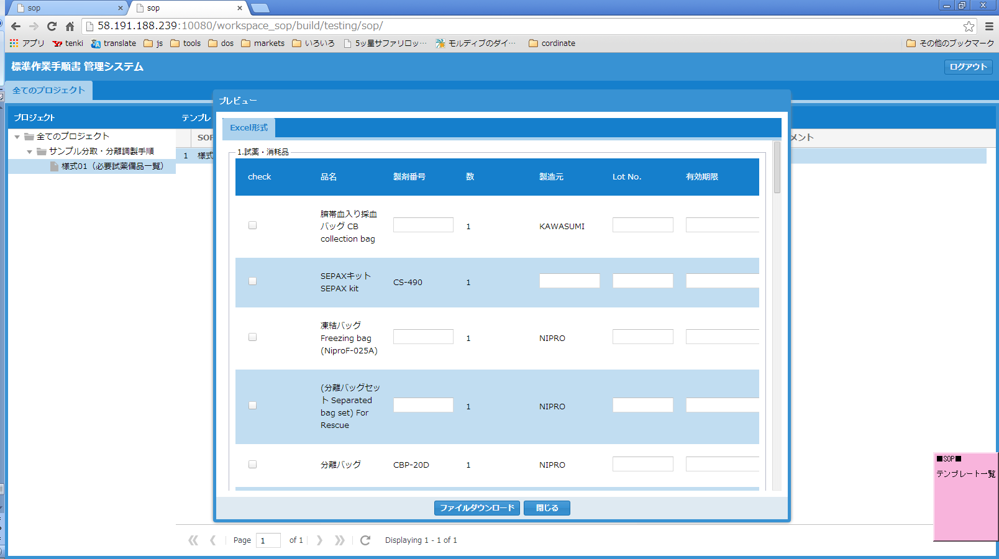 sop
sop
58.191.188.239:10080/workspace_sop/build/testing/sop/
アプリ tenki translate js tools dos markets いろいろ 5ッ星サファリロッ… モルディブのダイ… cordinate その他のブックマーク
標準作業手順書 管理システム ログアウト
全てのプロジェクト
プレビュー
プロジェクト テンプレ
Excel形式
全てのプロジェクト SOP メント
サンプル分取・分離調製手順 1 様式
様式01（必要試薬備品一覧）
1.試薬・消耗品
check 品名 製剤番号 数 製造元 Lot No. 有効期限
臍帯血入り採血
バッグ CB 1 KAWASUMI
collection bag
SEPAXキット
SEPAX kit CS-490 1
凍結バッグ
Freezing bag 1 NIPRO
(NiproF-025A)
(分離バッグセッ
ト Separated
bag set) For 1 NIPRO
Rescue
分離バッグ CBP-20D 1 NIPRO
ファイルダウンロード 閉じる
Page 1 of 1 Displaying 1 - 1 of 1
■SOP■
テンプレート一覧